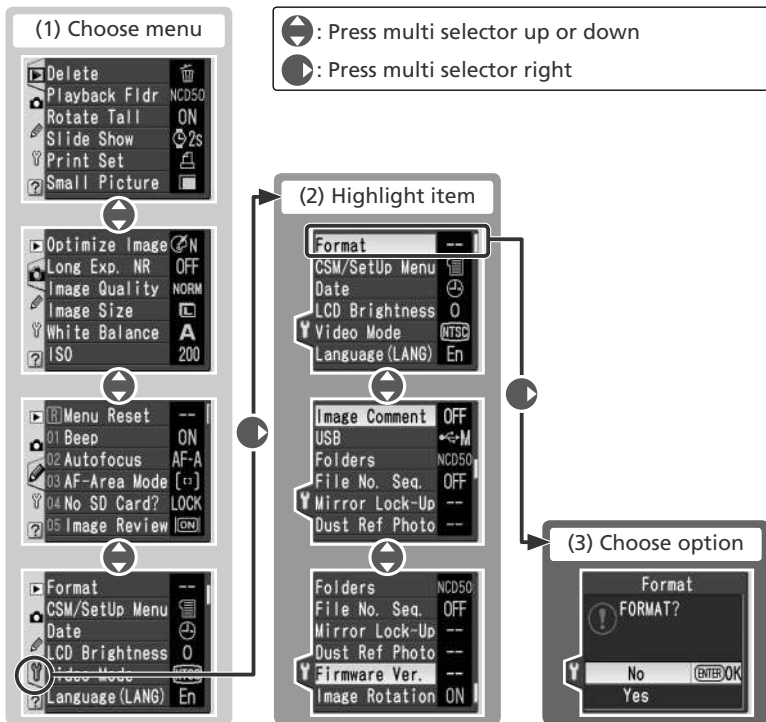 (1) Choose menu
: Press multi selector up or down
: Press multi selector right
Delete
Playback Fldr NCD50
Rotate Tall ON
Slide Show 2s
Print Set
? Small Picture
Optimize Image N
Long Exp. NR OFF
Image Quality NORM
Image Size L
White Balance A
? ISO 200
R Menu Reset --
01 Beep ON
02 Autofocus AF-A
03 AF-Area Mode [ ]
04 No SD Card? LOCK
? 05 Image Review ON
Format --
CSM/SetUp Menu
Date
LCD Brightness 0
Video Mode NTSC
? Language(LANG) En
(2) Highlight item
Format --
CSM/SetUp Menu
Date
LCD Brightness 0
Video Mode NTSC
Language(LANG) En
Image Comment OFF
USB M
Folders NCD50
File No. Seq. OFF
Mirror Lock-Up --
Dust Ref Photo --
Folders NCD50
File No. Seq. OFF
Mirror Lock-Up --
Dust Ref Photo --
Firmware Ver. --
Image Rotation ON
(3) Choose option
Format
! FORMAT?
No ENTER OK
Yes